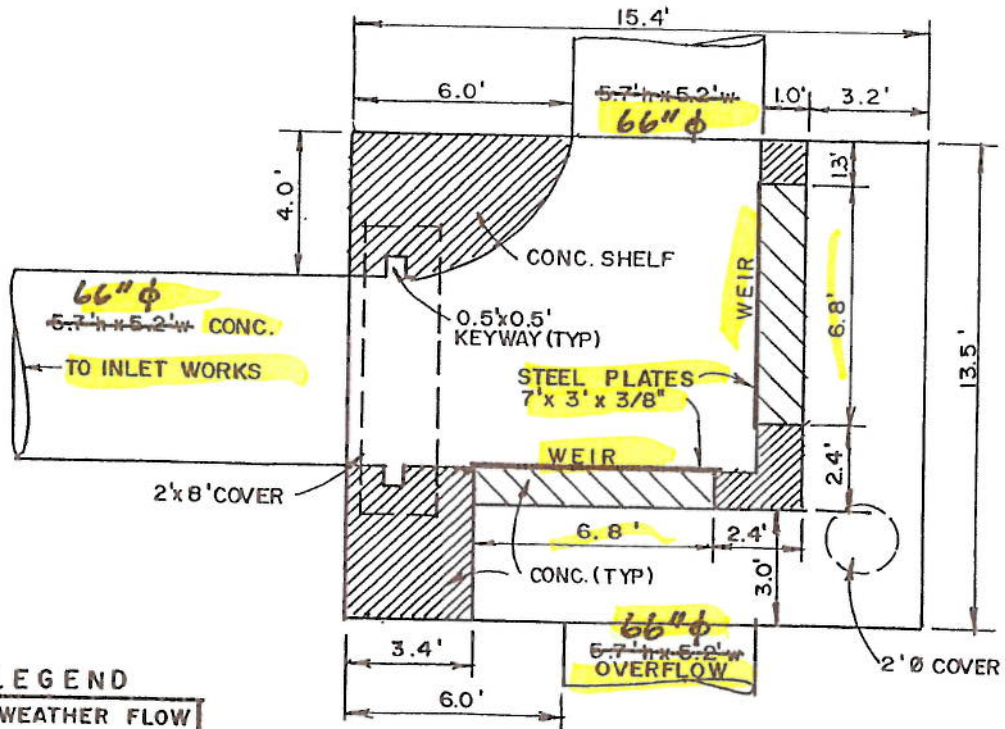 15.4'
6.0'
5.7'h x 5.2'w
66" ϕ
1.0'
3.2'
4.0'
1.3'
CONC. SHELF
WEIR
6.8'
13.5'
66" ϕ
5.7'h x 5.2'w CONC.
0.5'x0.5'
KEYWAY (TYP)
TO INLET WORKS
STEEL PLATES
7'x 3'x 3/8"
WEIR
2.4'
2'x 8' COVER
6.8'
2.4'
3.0'
CONC. (TYP)
66" ϕ
5.7'h x 5.2'w
OVERFLOW
2' Ø COVER
3.4'
6.0'
LEGEND
WEATHER FLOW